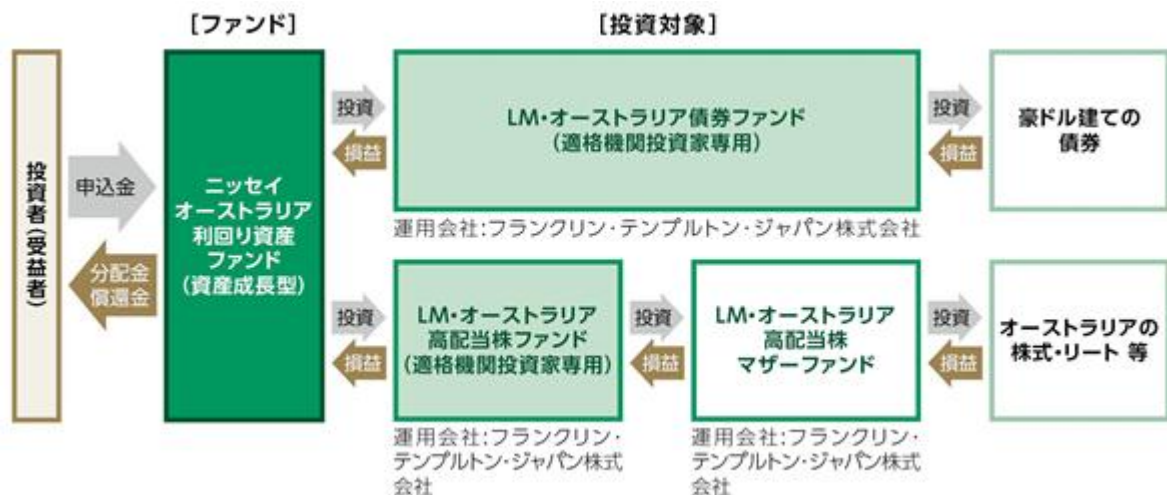 [ファンド]
[投資対象]
投資者(受益者)
申込金
分配金
償還金
ニッセイ
オーストラリア
利回り資産
ファンド
(資産成長型)
投資
損益
LM・オーストラリア債券ファンド
(適格機関投資家専用)
運用会社:フランクリン・テンプルトン・ジャパン株式会社
投資
損益
豪ドル建ての
債券
投資
損益
LM・オーストラリア
高配当株ファンド
(適格機関投資家専用)
運用会社:フランクリン・
テンプルトン・ジャパン株式
会社
投資
損益
LM・オーストラリア
高配当株
マザーファンド
運用会社:フランクリン・
テンプルトン・ジャパン株式
会社
投資
損益
オーストラリアの
株式・リート 等